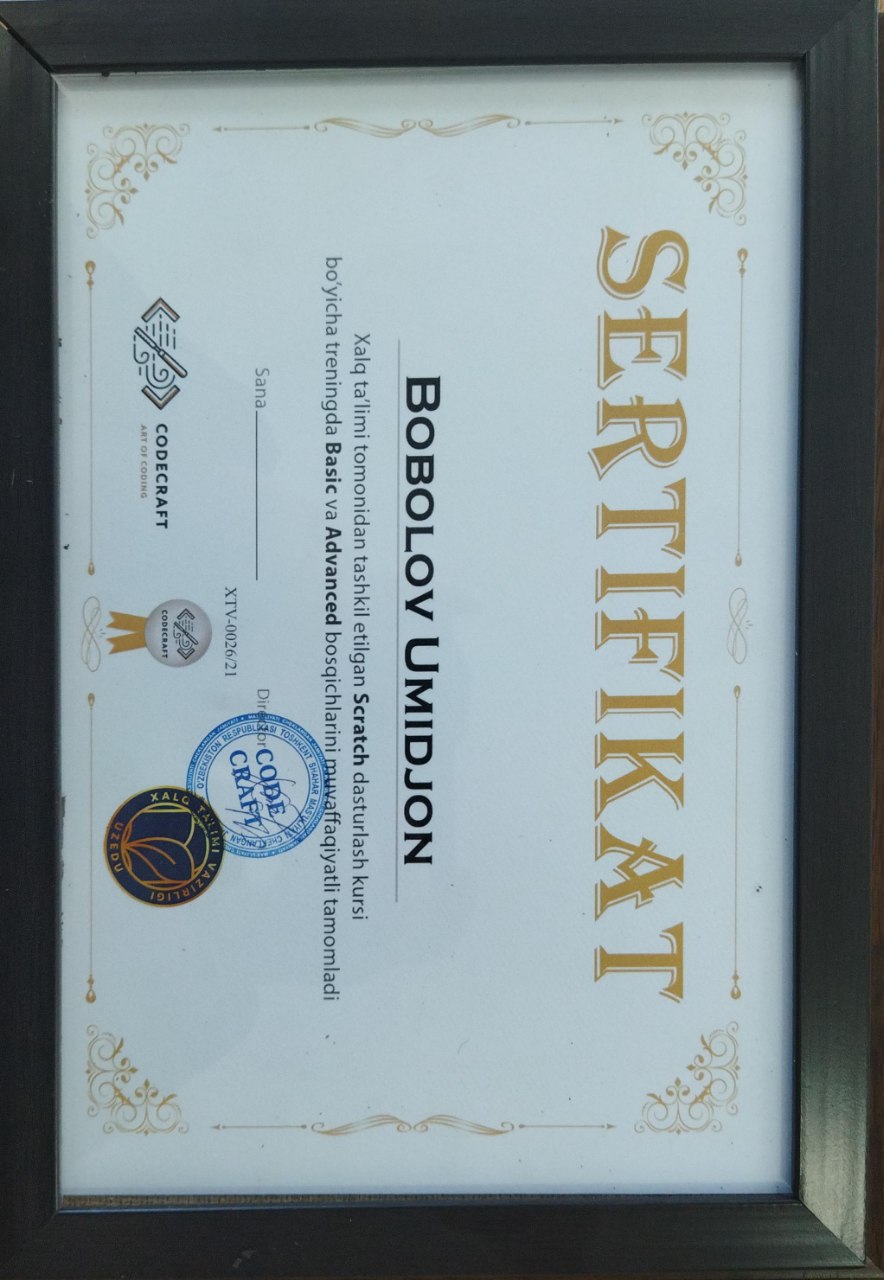 SERTIFIKAT
BOBOLOV UMIDJON
Xalq ta'limi tomonidan tashkil etilgan Scratch dasturlash kursi
bo'yicha treningda Basic va Advanced bosqichlarini muvaffaqiyatli tamomladi
Sana
Director
XTV-0026/21
CODECRAFT
ART OF CODING
CODECRAFT
CODE
CRAFT
O'ZBEKISTON RESPUBLIKASI TOSHKENT SHAHAR
XALQ TA'LIMI VAZIRLIGI
UZEDU